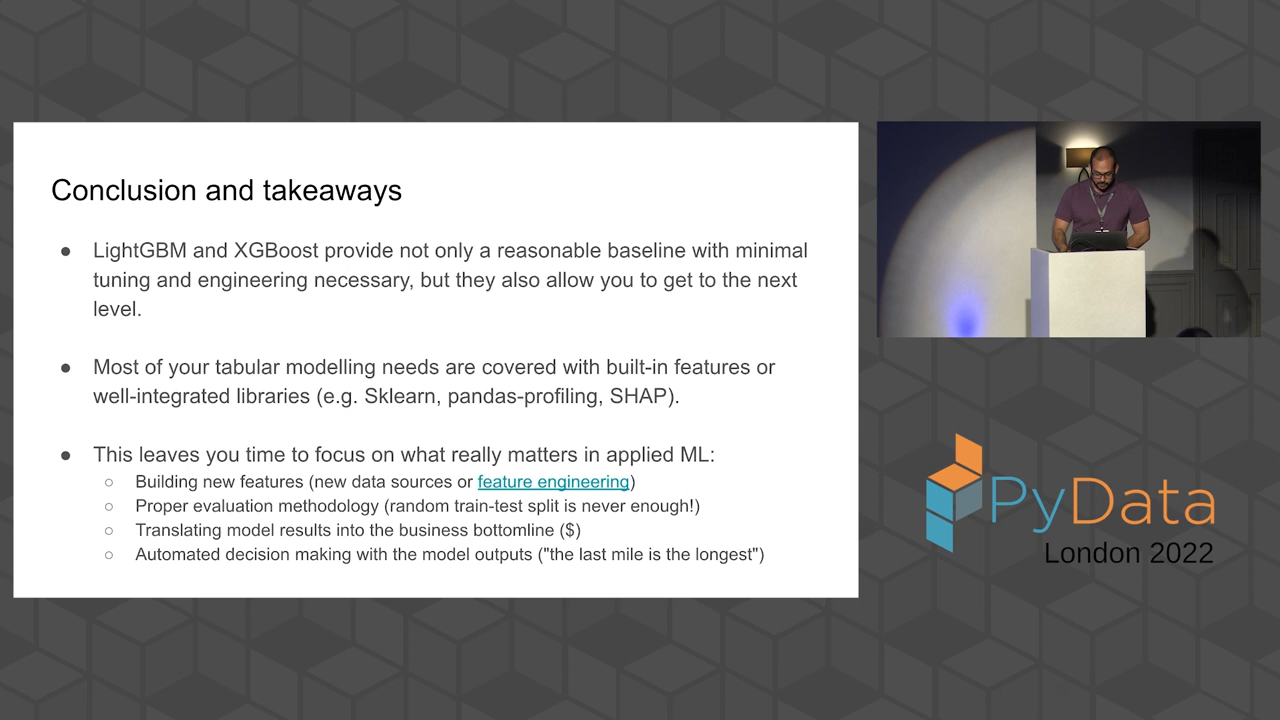 Conclusion and takeaways
● LightGBM and XGBoost provide not only a reasonable baseline with minimal
tuning and engineering necessary, but they also allow you to get to the next
level.
● Most of your tabular modelling needs are covered with built-in features or
well-integrated libraries (e.g. Sklearn, pandas-profiling, SHAP).
● This leaves you time to focus on what really matters in applied ML:
○ Building new features (new data sources or feature engineering)
○ Proper evaluation methodology (random train-test split is never enough!)
○ Translating model results into the business bottomline ($)
○ Automated decision making with the model outputs ("the last mile is the longest")
PyData
London 2022